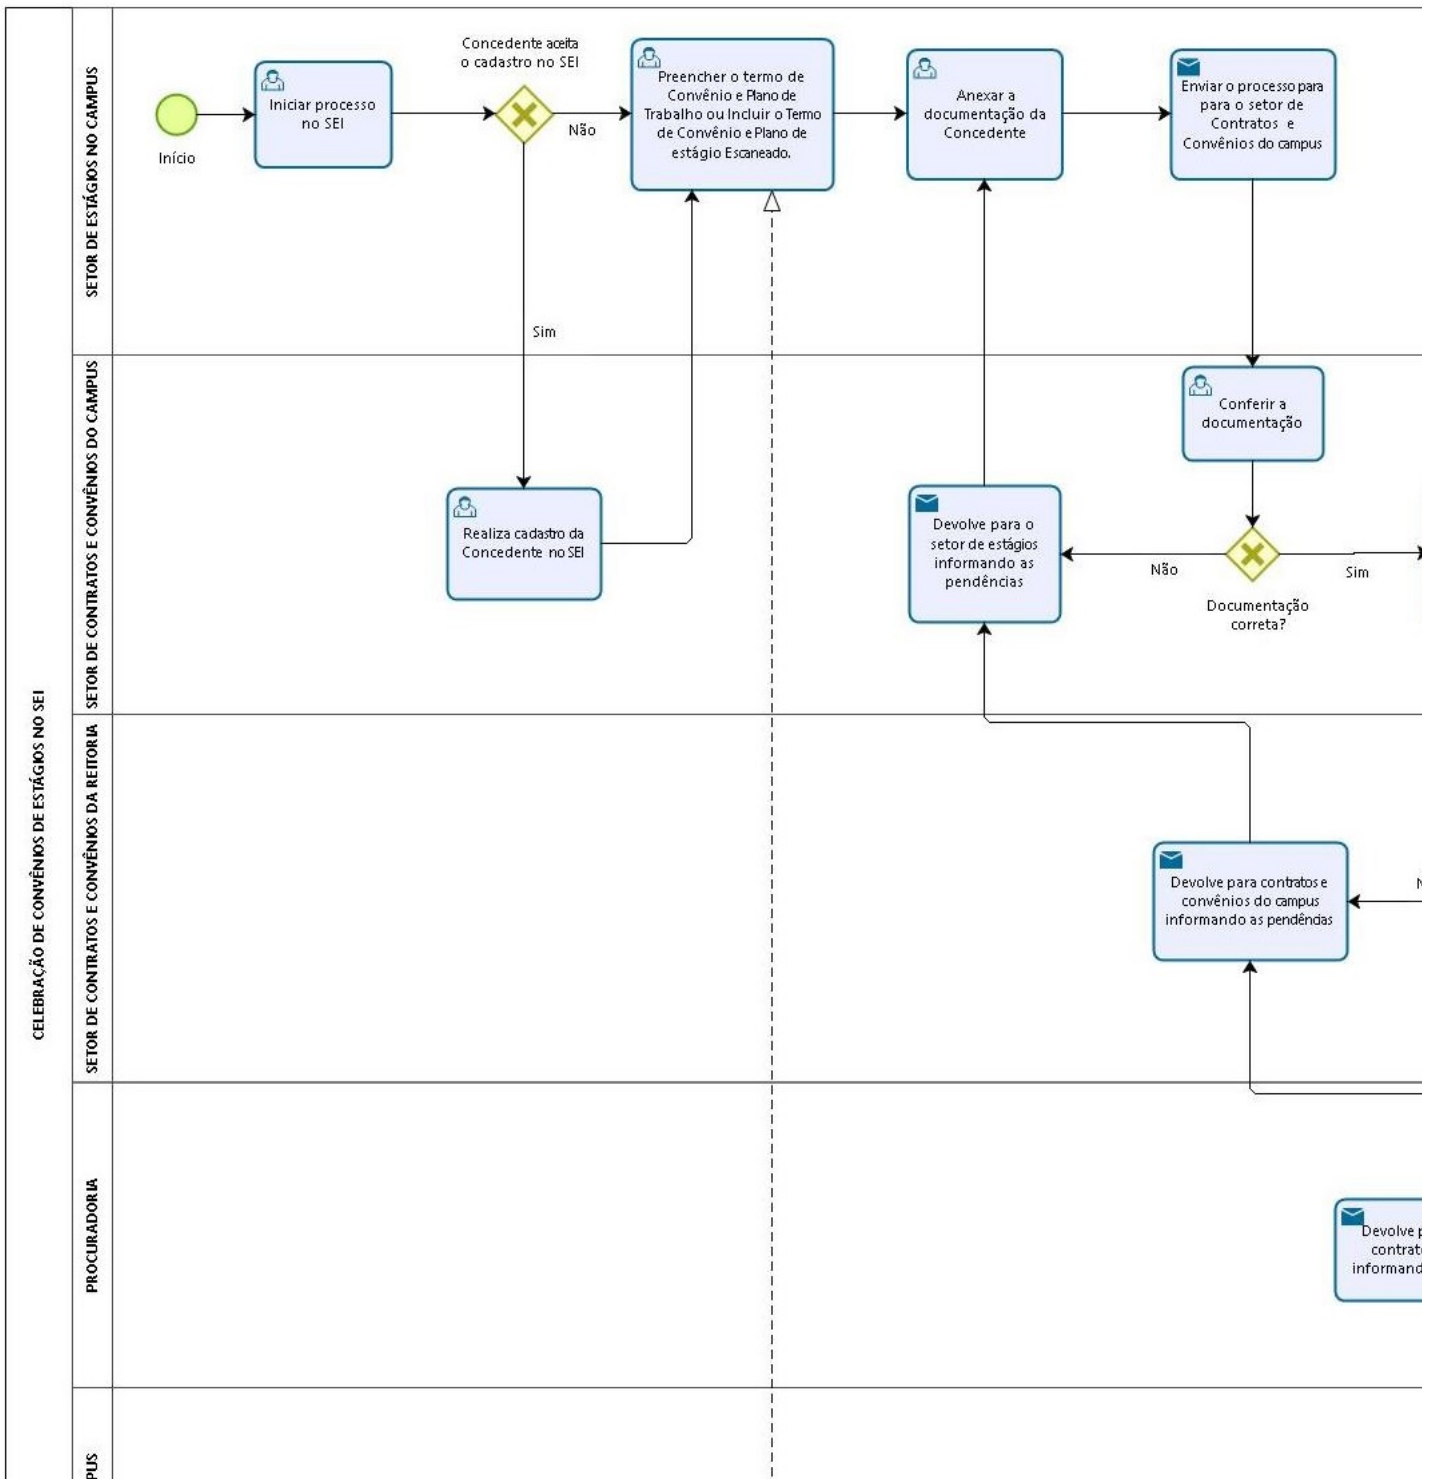 CELEBRAÇÃO DE CONVÊNIOS DE ESTÁGIOS NO SEI
SETOR DE ESTÁGIOS NO CAMPUS
Início
Iniciar processo
no SEI
Concedente aceita
o cadastro no SEI
Não
Sim
Preencher o termo de
Convênio e Plano de
Trabalho ou Incluir o Termo
de Convênio e Plano de
estágio Escaneado.
Anexar a
documentação da
Concedente
Enviar o processo para
para o setor de
Contratos e
Convênios do campus
SETOR DE CONTRATOS E CONVÊNIOS DO CAMPUS
Realiza cadastro da
Concedente no SEI
Devolve para o
setor de estágios
informando as
pendências
Conferir a
documentação
Não
Sim
Documentação
correta?
SETOR DE CONTRATOS E CONVÊNIOS DA REITORIA
Devolve para contratos e
convênios do campus
informando as pendências
PROCURADORIA
Devolve
contrat
informand
PUS